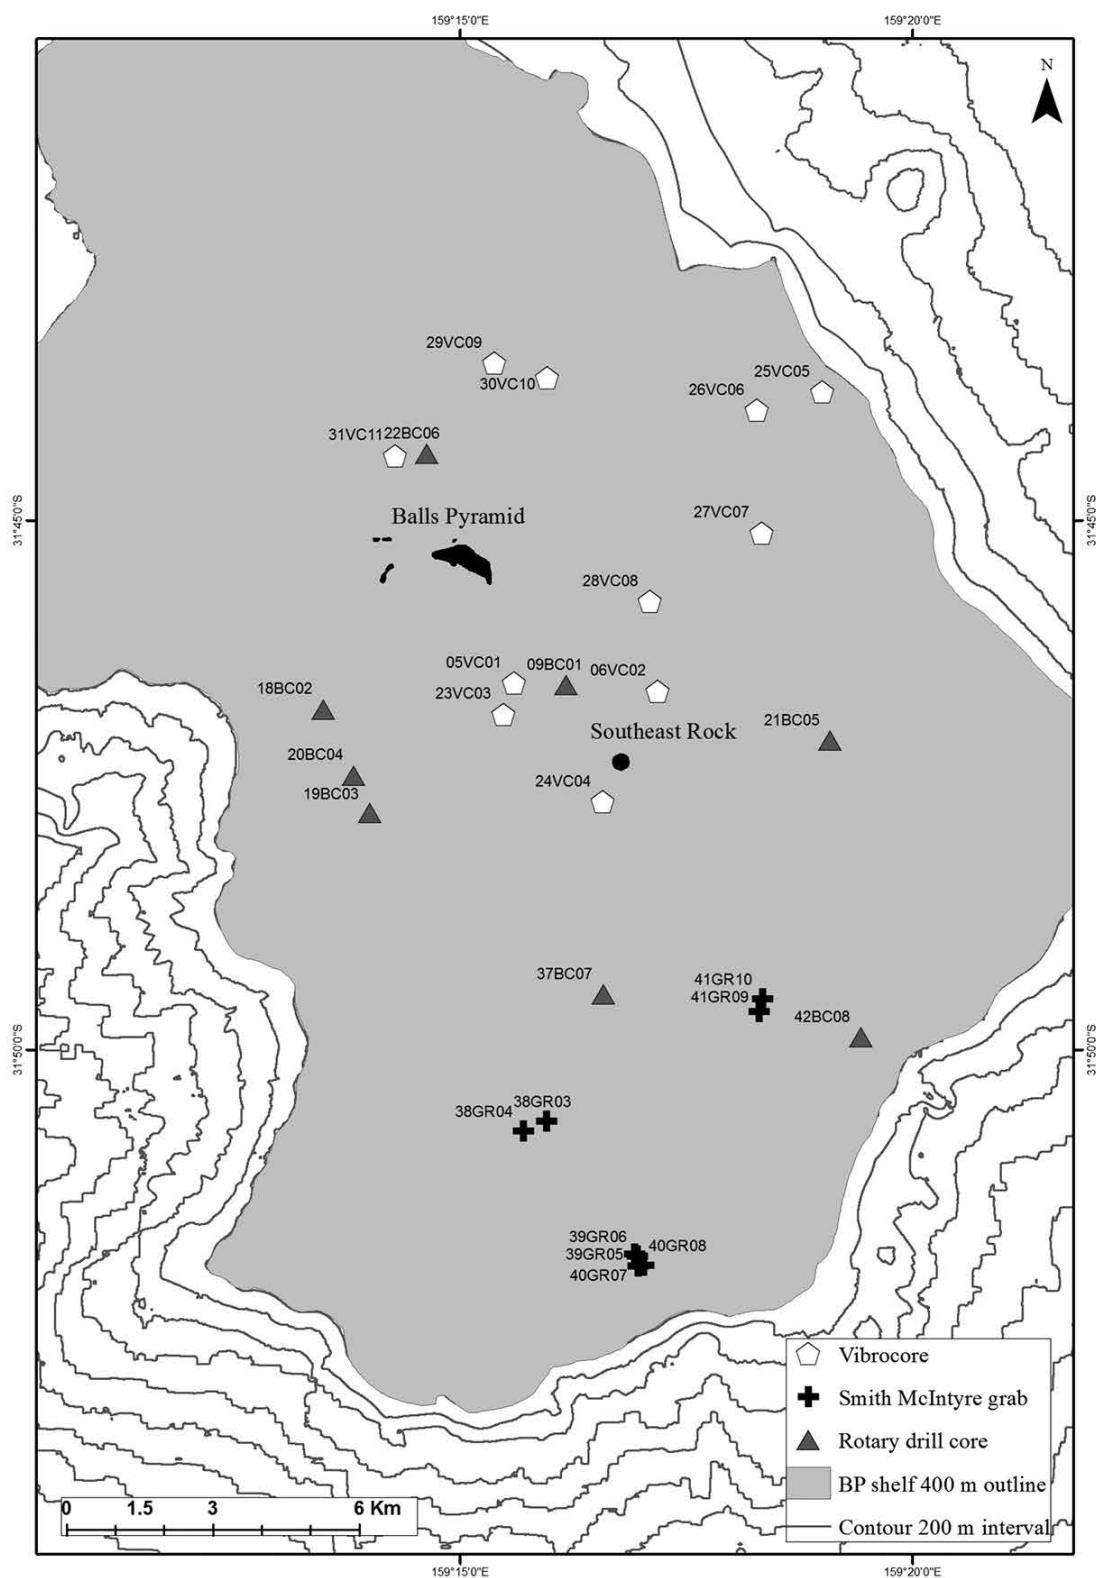 159°15'0"E
159°20'0"E
N
29VC09
30VC10
25VC05
26VC06
31VC11
22BC06
31°45'0"S
31°45'0"S
Balls Pyramid
27VC07
28VC08
05VC01
09BC01
06VC02
23VC03
18BC02
21BC05
Southeast Rock
20BC04
24VC04
19BC03
37BC07
41GR10
41GR09
42BC08
31°50'0"S
31°50'0"S
38GR03
38GR04
39GR06
40GR08
39GR05
40GR07
Vibrocore
Smith McIntyre grab
Rotary drill core
BP shelf 400 m outline
Contour 200 m interval
0 1.5 3 6 Km
159°15'0"E
159°20'0"E